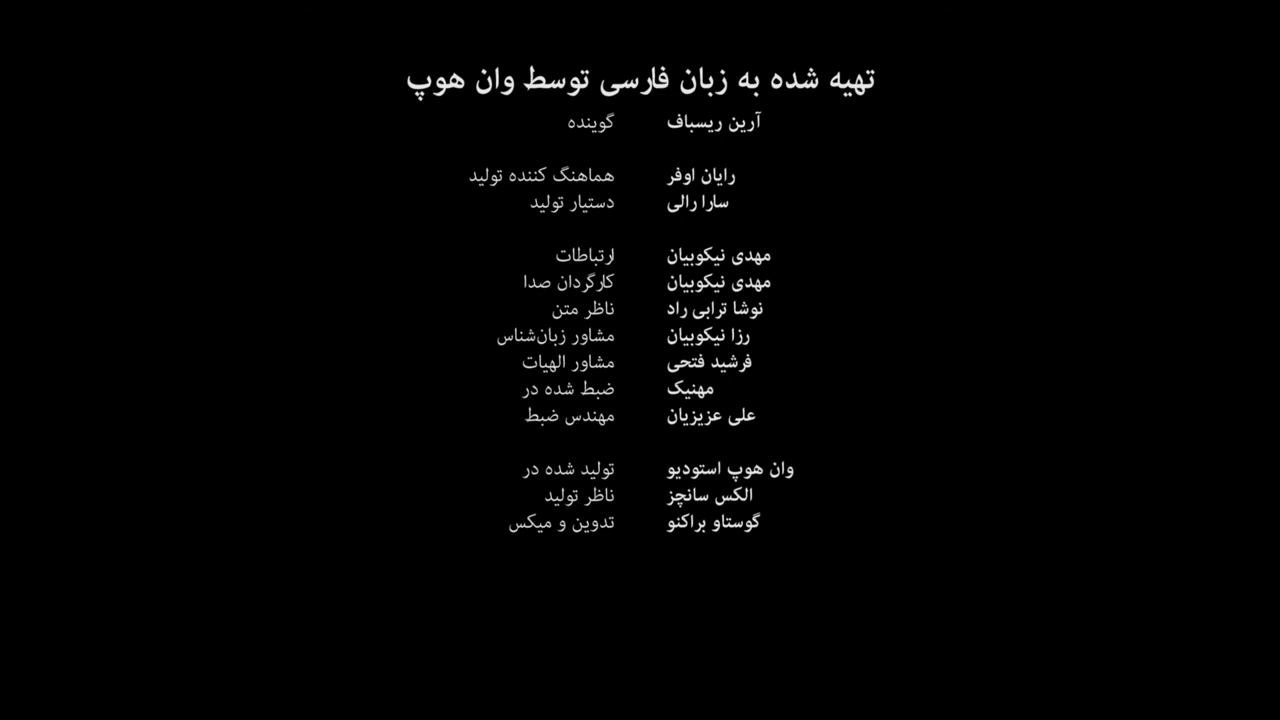 تهیه شده به زبان فارسی توسط وان هوپ
آرین ریسباف گوینده
رایان اوفر هماهنگ کننده تولید
سارا رالی دستیار تولید
مهدی نیکوبیان ارتباطات
مهدی نیکوبیان کارگردان صدا
نوشا ترابی راد ناظر متن
رزا نیکوبیان مشاور زبان‌شناس
فرشید فتحی مشاور الهیات
مهنیک ضبط شده در
علی عزیزیان مهندس ضبط
وان هوپ استودیو تولید شده در
الکس سانچز ناظر تولید
گوستاو براکنو تدوین و میکس